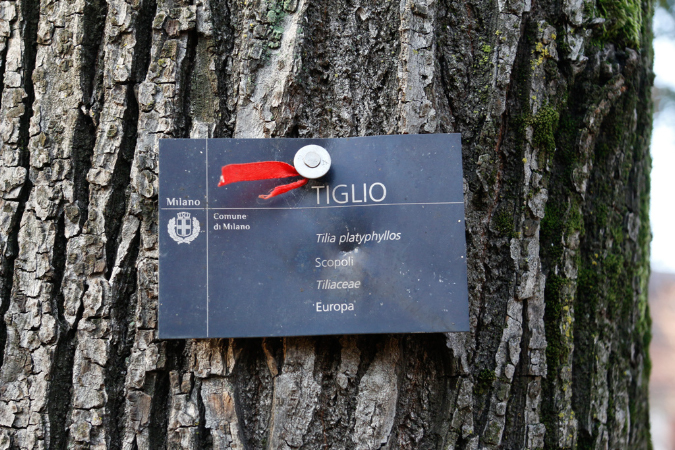 Milano
Comune
di Milano
TIGLIO
Tilia platyphyllos
Scopoli
Tiliaceae
Europa